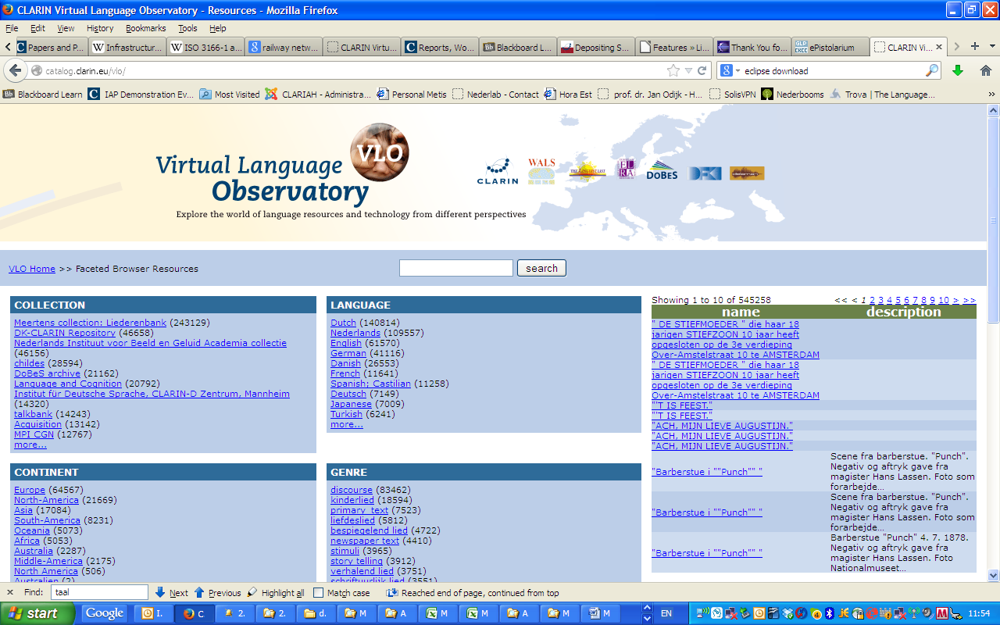 CLARIN Virtual Language Observatory - Resources - Mozilla Firefox
File Edit View History Bookmarks Tools Help
Papers and P... Infrastructur... ISO 3166-1 a... railway netw... CLARIN Virtu... Reports, Wo... Blackboard L... Depositing S... Features » Li... Thank You fo... ePistolarium CLARIN Vi...
catalog.clarin.eu/vlo/ eclipse download
Blackboard Learn IAP Demonstration Ev... Most Visited CLARIAH - Administra... Personal Metis Nederlab - Contact Hora Est prof. dr. Jan Odijk - H... SolisVPN Nederbooms Trova | The Language...
Virtual Language VLO
Observatory
CLARIN WALS THE LINGUIST LIST ELRA DOBES DFKI
Explore the world of language resources and technology from different perspectives
VLO Home >> Faceted Browser Resources search
COLLECTION
Meertens collection: Liederenbank (243129)
DK-CLARIN Repository (46658)
Nederlands Instituut voor Beeld en Geluid Academia collectie
(46156)
childes (28594)
DoBeS archive (21162)
Language and Cognition (20792)
Institut für Deutsche Sprache, CLARIN-D Zentrum, Mannheim
(14320)
talkbank (14243)
Acquisition (13142)
MPI CGN (12767)
more...
LANGUAGE
Dutch (140814)
Nederlands (109557)
English (61570)
German (41116)
Danish (26553)
French (11641)
Spanish; Castilian (11258)
Deutsch (7149)
Japanese (7009)
Turkish (6241)
more...
CONTINENT
Europe (64567)
North-America (21669)
Asia (17084)
South-America (8231)
Oceania (5073)
Africa (5053)
Australia (2287)
Middle-America (2175)
North America (506)
Australien (2)
GENRE
discourse (83462)
kinderlied (18594)
primary_text (7523)
liefdeslied (5812)
bespiegelend lied (4722)
newspaper text (4410)
stimuli (3965)
story telling (3912)
verhalend lied (3751)
schriftuurlijk lied (3551)
Showing 1 to 10 of 545258 << < 1 2 3 4 5 6 7 8 9 10 > >>
name description
" DE STIEFMOEDER " die haar 18
jarigen STIEFZOON 10 jaar heeft
opgesloten op de 3e verdieping
Over-Amstelstraat 10 te AMSTERDAM
" DE STIEFMOEDER " die haar 18
jarigen STIEFZOON 10 jaar heeft
opgesloten op de 3e verdieping
Over-Amstelstraat 10 te AMSTERDAM
"'T IS FEEST."
"'T IS FEEST."
"ACH, MIJN LIEVE AUGUSTIJN."
"ACH, MIJN LIEVE AUGUSTIJN."
"ACH, MIJN LIEVE AUGUSTIJN."
"Barberstue i ""Punch"" "
Scene fra barberstue. "Punch".
Negativ og aftryk gave fra
magister Hans Lassen. Foto som
forarbejde...
"Barberstue i ""Punch"" "
Scene fra barberstue. "Punch".
Negativ og aftryk gave fra
magister Hans Lassen. Foto som
forarbejde...
"Barberstue i ""Punch"" "
Barberstue "Punch" 4. 7. 1878.
Negativ og aftryk gave fra
magister Hans Lassen. Foto
Nationalmuseet...
Find: taal Next Previous Highlight all Match case Reached end of page, continued from top
start Google I. C 2. 2. d. M A M M A M M EN 11:54